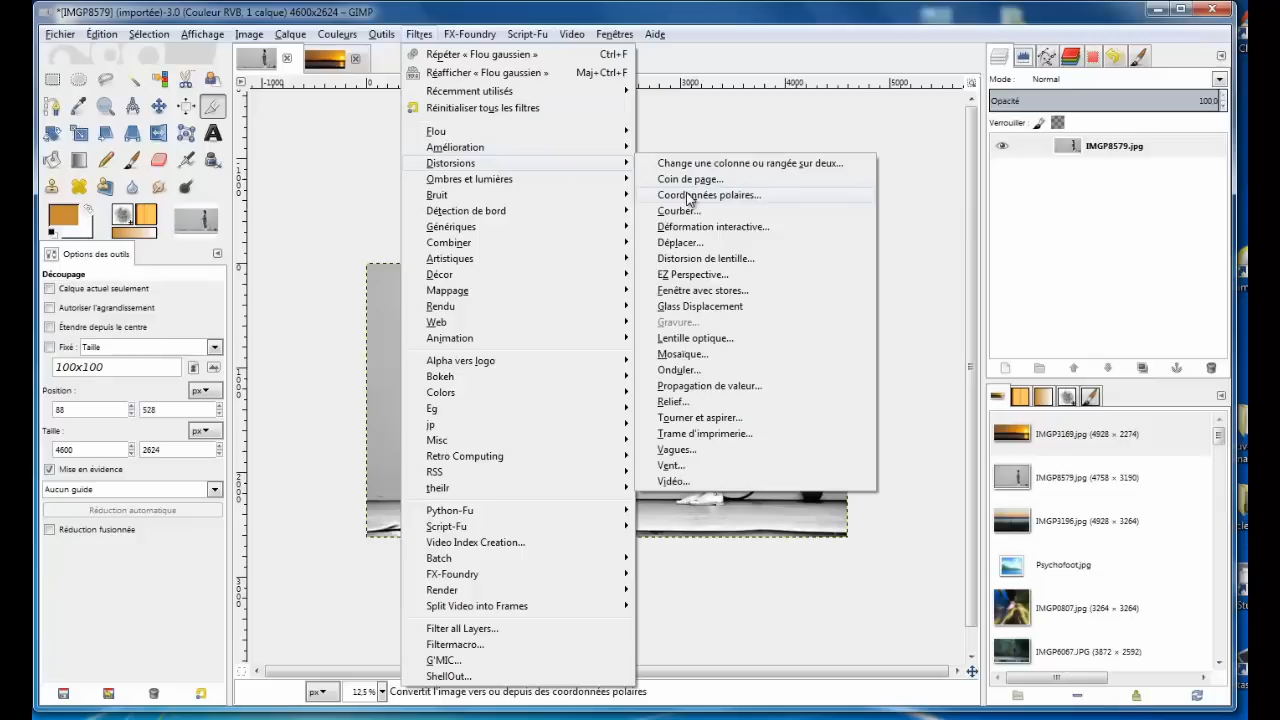 *[IMGP8579] (importée)-3.0 (Couleur RVB, 1 calque) 4600x2624 – GIMP
Fichier Édition Sélection Affichage Image Calque Couleurs Outils Filtres FX-Foundry Script-Fu Vidéo Fenêtres Aide
Répéter « Flou gaussien » Ctrl+F
Réafficher « Flou gaussien » Maj+Ctrl+F
Récemment utilisés
Réinitialiser tous les filtres
Flou
Amélioration
Distorsions
Ombres et lumières
Bruit
Détection de bord
Génériques
Combiner
Artistiques
Décor
Mappage
Rendu
Web
Animation
Alpha vers logo
Bokeh
Colors
Eg
jp
Misc
Retro Computing
RSS
theilr
Python-Fu
Script-Fu
Video Index Creation...
Batch
FX-Foundry
Render
Split Video into Frames
Filter all Layers...
Filtermacro...
G'MIC...
ShellOut...
Change une colonne ou rangée sur deux...
Coin de page...
Coordonnées polaires...
Courber...
Déformation interactive...
Déplacer...
Distorsion de lentille...
EZ Perspective...
Fenêtre avec stores...
Glass Displacement
Gravure...
Lentille optique...
Mosaïque...
Onduler...
Propagation de valeur...
Relief...
Tourner et aspirer...
Trame d'imprimerie...
Vagues...
Vent...
Vidéo...
Options des outils
Découpage
Calque actuel seulement
Autoriser l'agrandissement
Étendre depuis le centre
Fixé : Taille
100x100
Position : px
88 528
Taille : px
4600 2624
Mise en évidence
Aucun guide
Réduction automatique
Réduction fusionnée
-1000 0 3000 4000 5000
0
1000
2000
3000
px 12,5 % Convertit l'image vers ou depuis des coordonnées polaires
Mode : Normal
Opacité 100,0
Verrouiller :
IMGP8579.jpg
IMGP3169.jpg (4928 × 2274)
IMGP8579.jpg (4758 × 3190)
IMGP3196.jpg (4928 × 3264)
Psychofoot.jpg
IMGP0807.jpg (3264 × 3264)
IMGP6067.JPG (3872 × 2592)